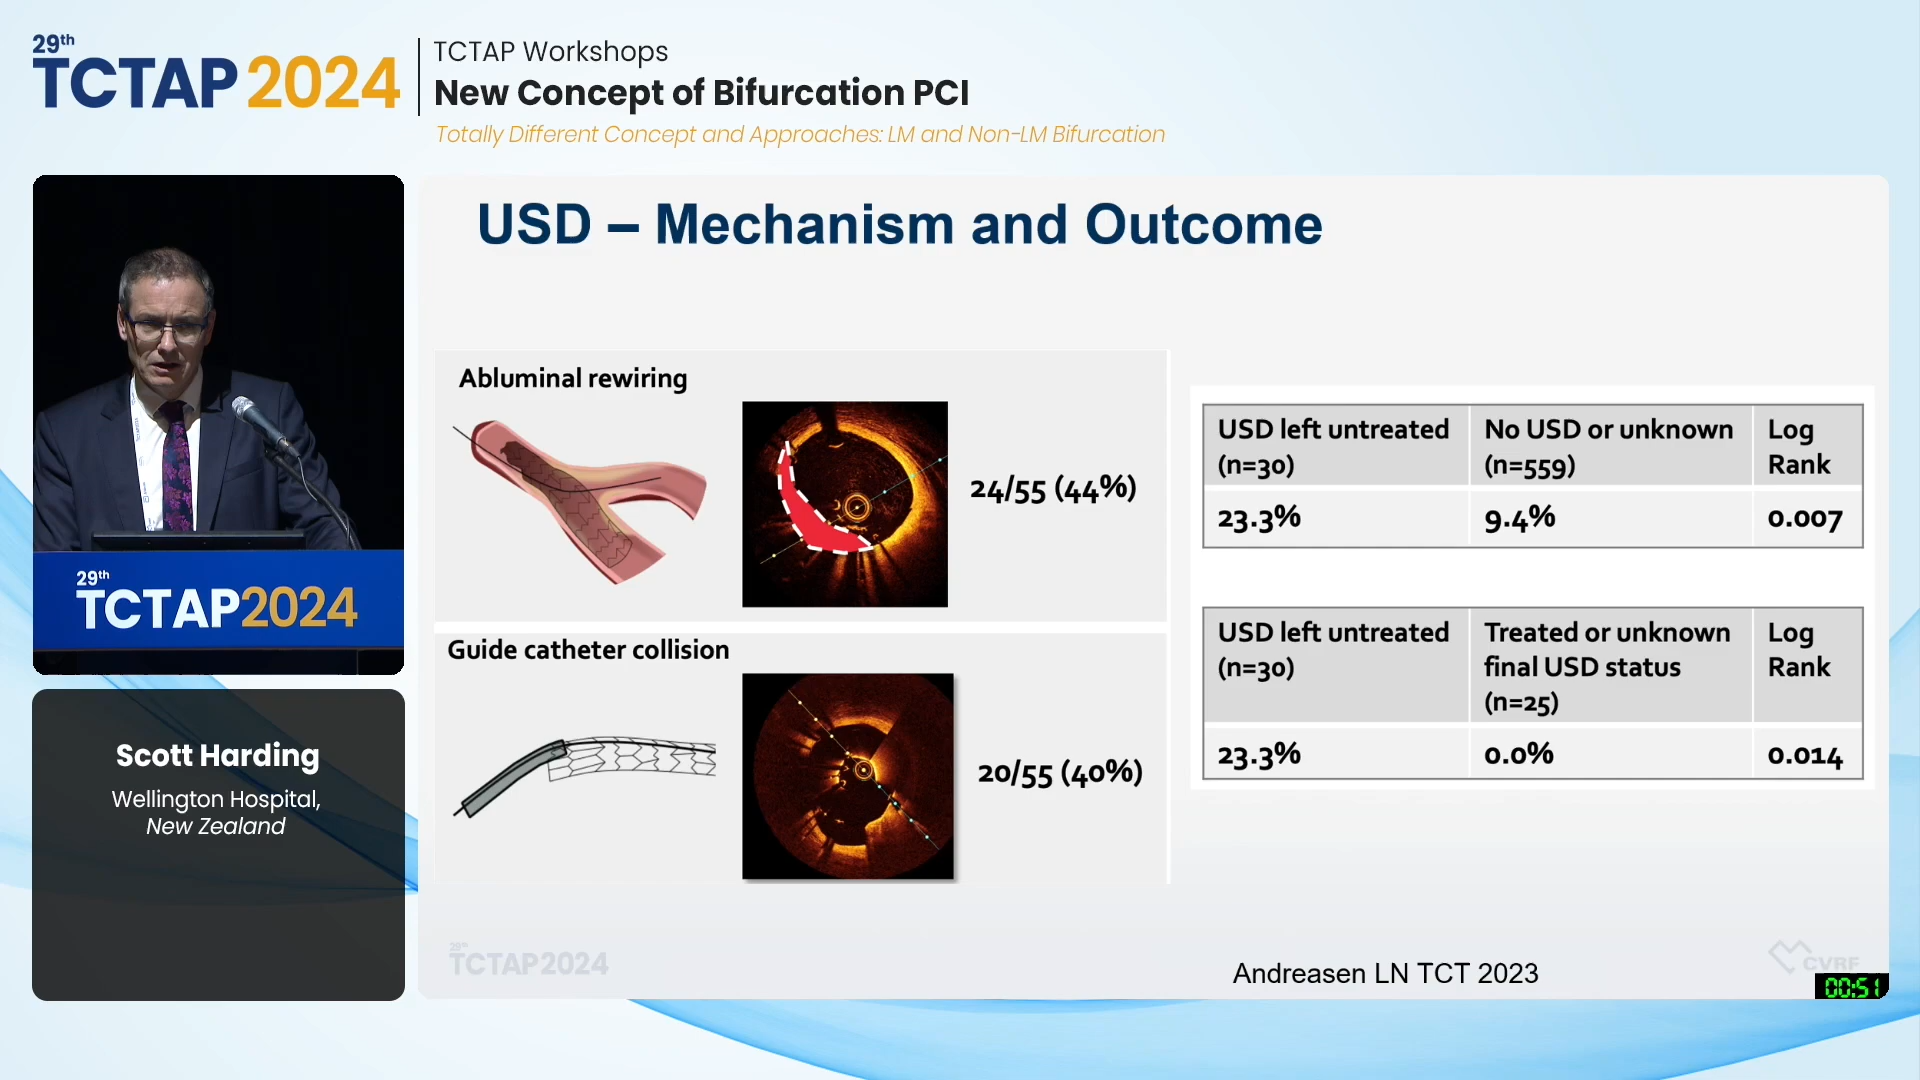 29th
TCTAP 2024
TCTAP Workshops
New Concept of Bifurcation PCI
Totally Different Concept and Approaches: LM and Non-LM Bifurcation
USD – Mechanism and Outcome
Abluminal rewiring
24/55 (44%)
Guide catheter collision
20/55 (40%)
USD left untreated (n=30)
No USD or unknown (n=559)
Log Rank
23.3%
9.4%
0.007
USD left untreated (n=30)
Treated or unknown final USD status (n=25)
Log Rank
23.3%
0.0%
0.014
29th
TCTAP2024
Scott Harding
Wellington Hospital,
New Zealand
29th
TCTAP2024
Andreasen LN TCT 2023
CVRF
00:51